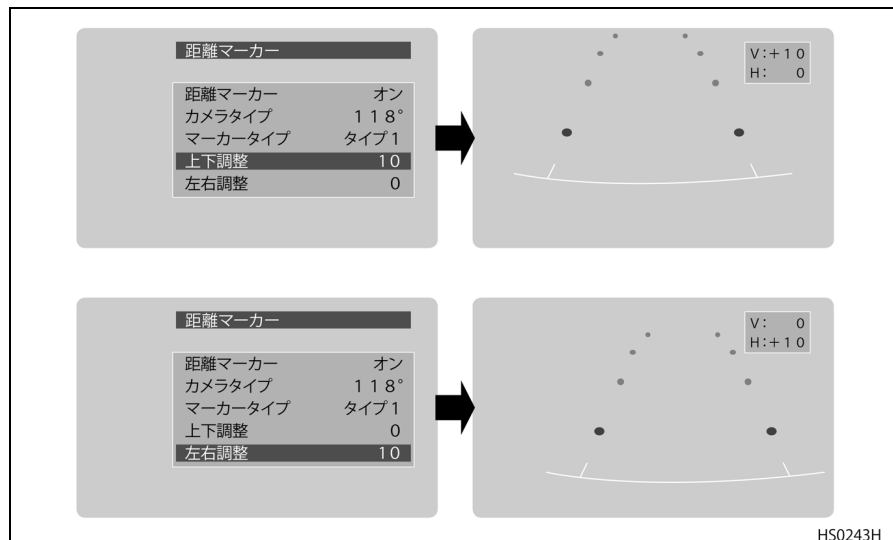 距離マーカー
距離マーカー オン
カメラタイプ 118°
マーカータイプ タイプ1
上下調整 10
左右調整 0
V:+10
H: 0
距離マーカー
距離マーカー オン
カメラタイプ 118°
マーカータイプ タイプ1
上下調整 0
左右調整 10
V: 0
H:+10
HS0243H